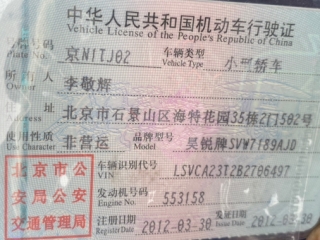 中华人民共和国机动车行驶证
Vehicle License of the People's Republic of China
号牌号码 京N1TJ02 车辆类型 小型轿车
Plate No. Vehicle Type
所有人 李敬辉
Owner
住址 北京市石景山区海特花园35栋2门1502号
Address
使用性质 非营运 品牌型号 昊锐牌SVW7189AJD
Use Character Model
北京市公 车辆识别代号 LSVCA23T2B2706497
VIN
安局公安 发动机号码 553158
Engine No.
交通管理局 注册日期 2012-03-30 发证日期 2012-03-30
Register Date Issue Date